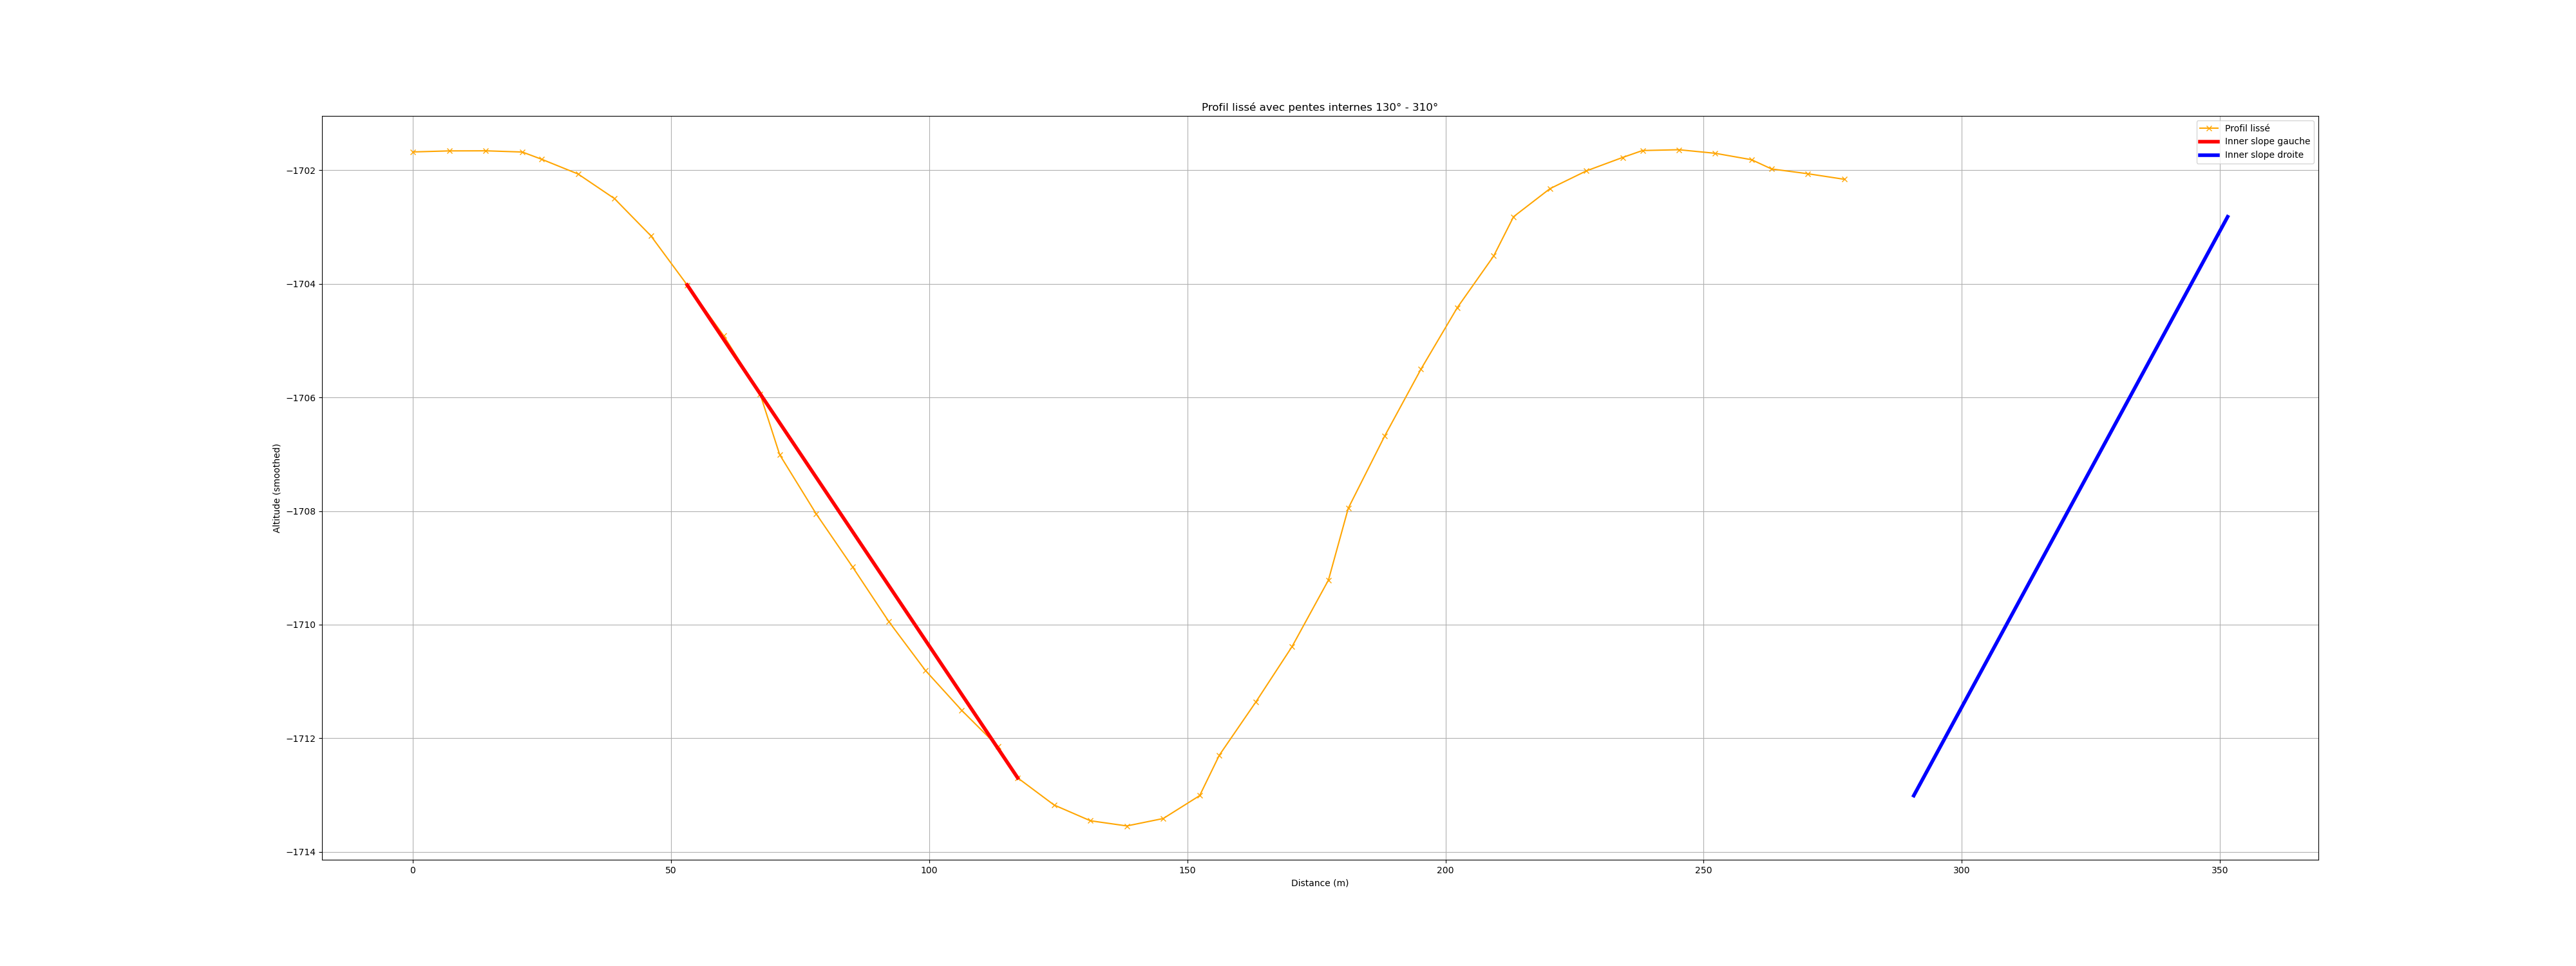 Profil lissé avec pentes internes 130° - 310°
Profil lissé
Inner slope gauche
Inner slope droite
−1702
−1704
−1706
−1708
−1710
−1712
−1714
Altitude (smoothed)
0 50 100 150 200 250 300 350
Distance (m)